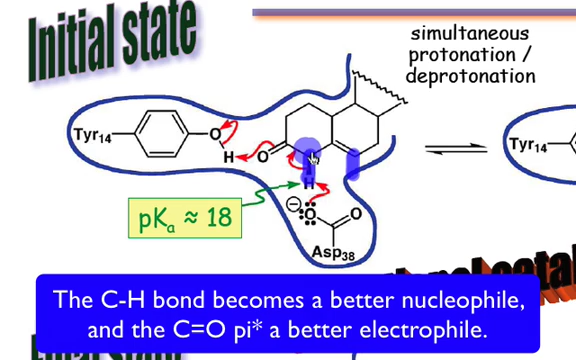 Initial state
simultaneous
protonation /
deprotonation
Tyr14
O
H
O
H
Tyr14
pKa ≈ 18
⊖
O
O
Asp38
The C-H bond becomes a better nucleophile,
and the C=O pi* a better electrophile.